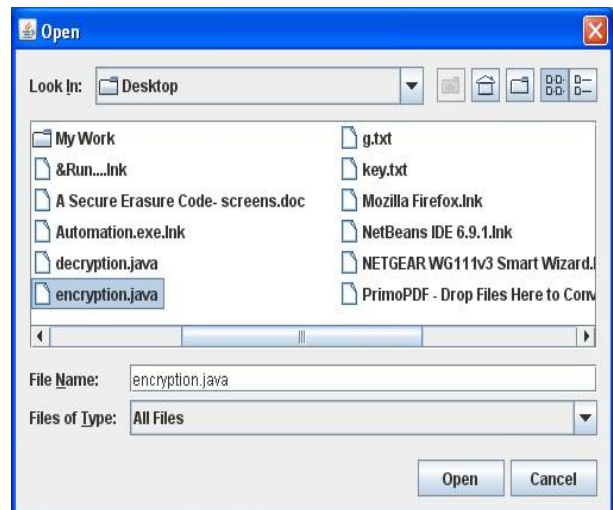 Open
Look In: Desktop
My Work
&Run....lnk
A Secure Erasure Code- screens.doc
Automation.exe.lnk
decryption.java
encryption.java
g.txt
key.txt
Mozilla Firefox.lnk
NetBeans IDE 6.9.1.lnk
NETGEAR WG111v3 Smart Wizard.l
PrimoPDF - Drop Files Here to Conv
File Name: encryption.java
Files of Type: All Files
Open Cancel